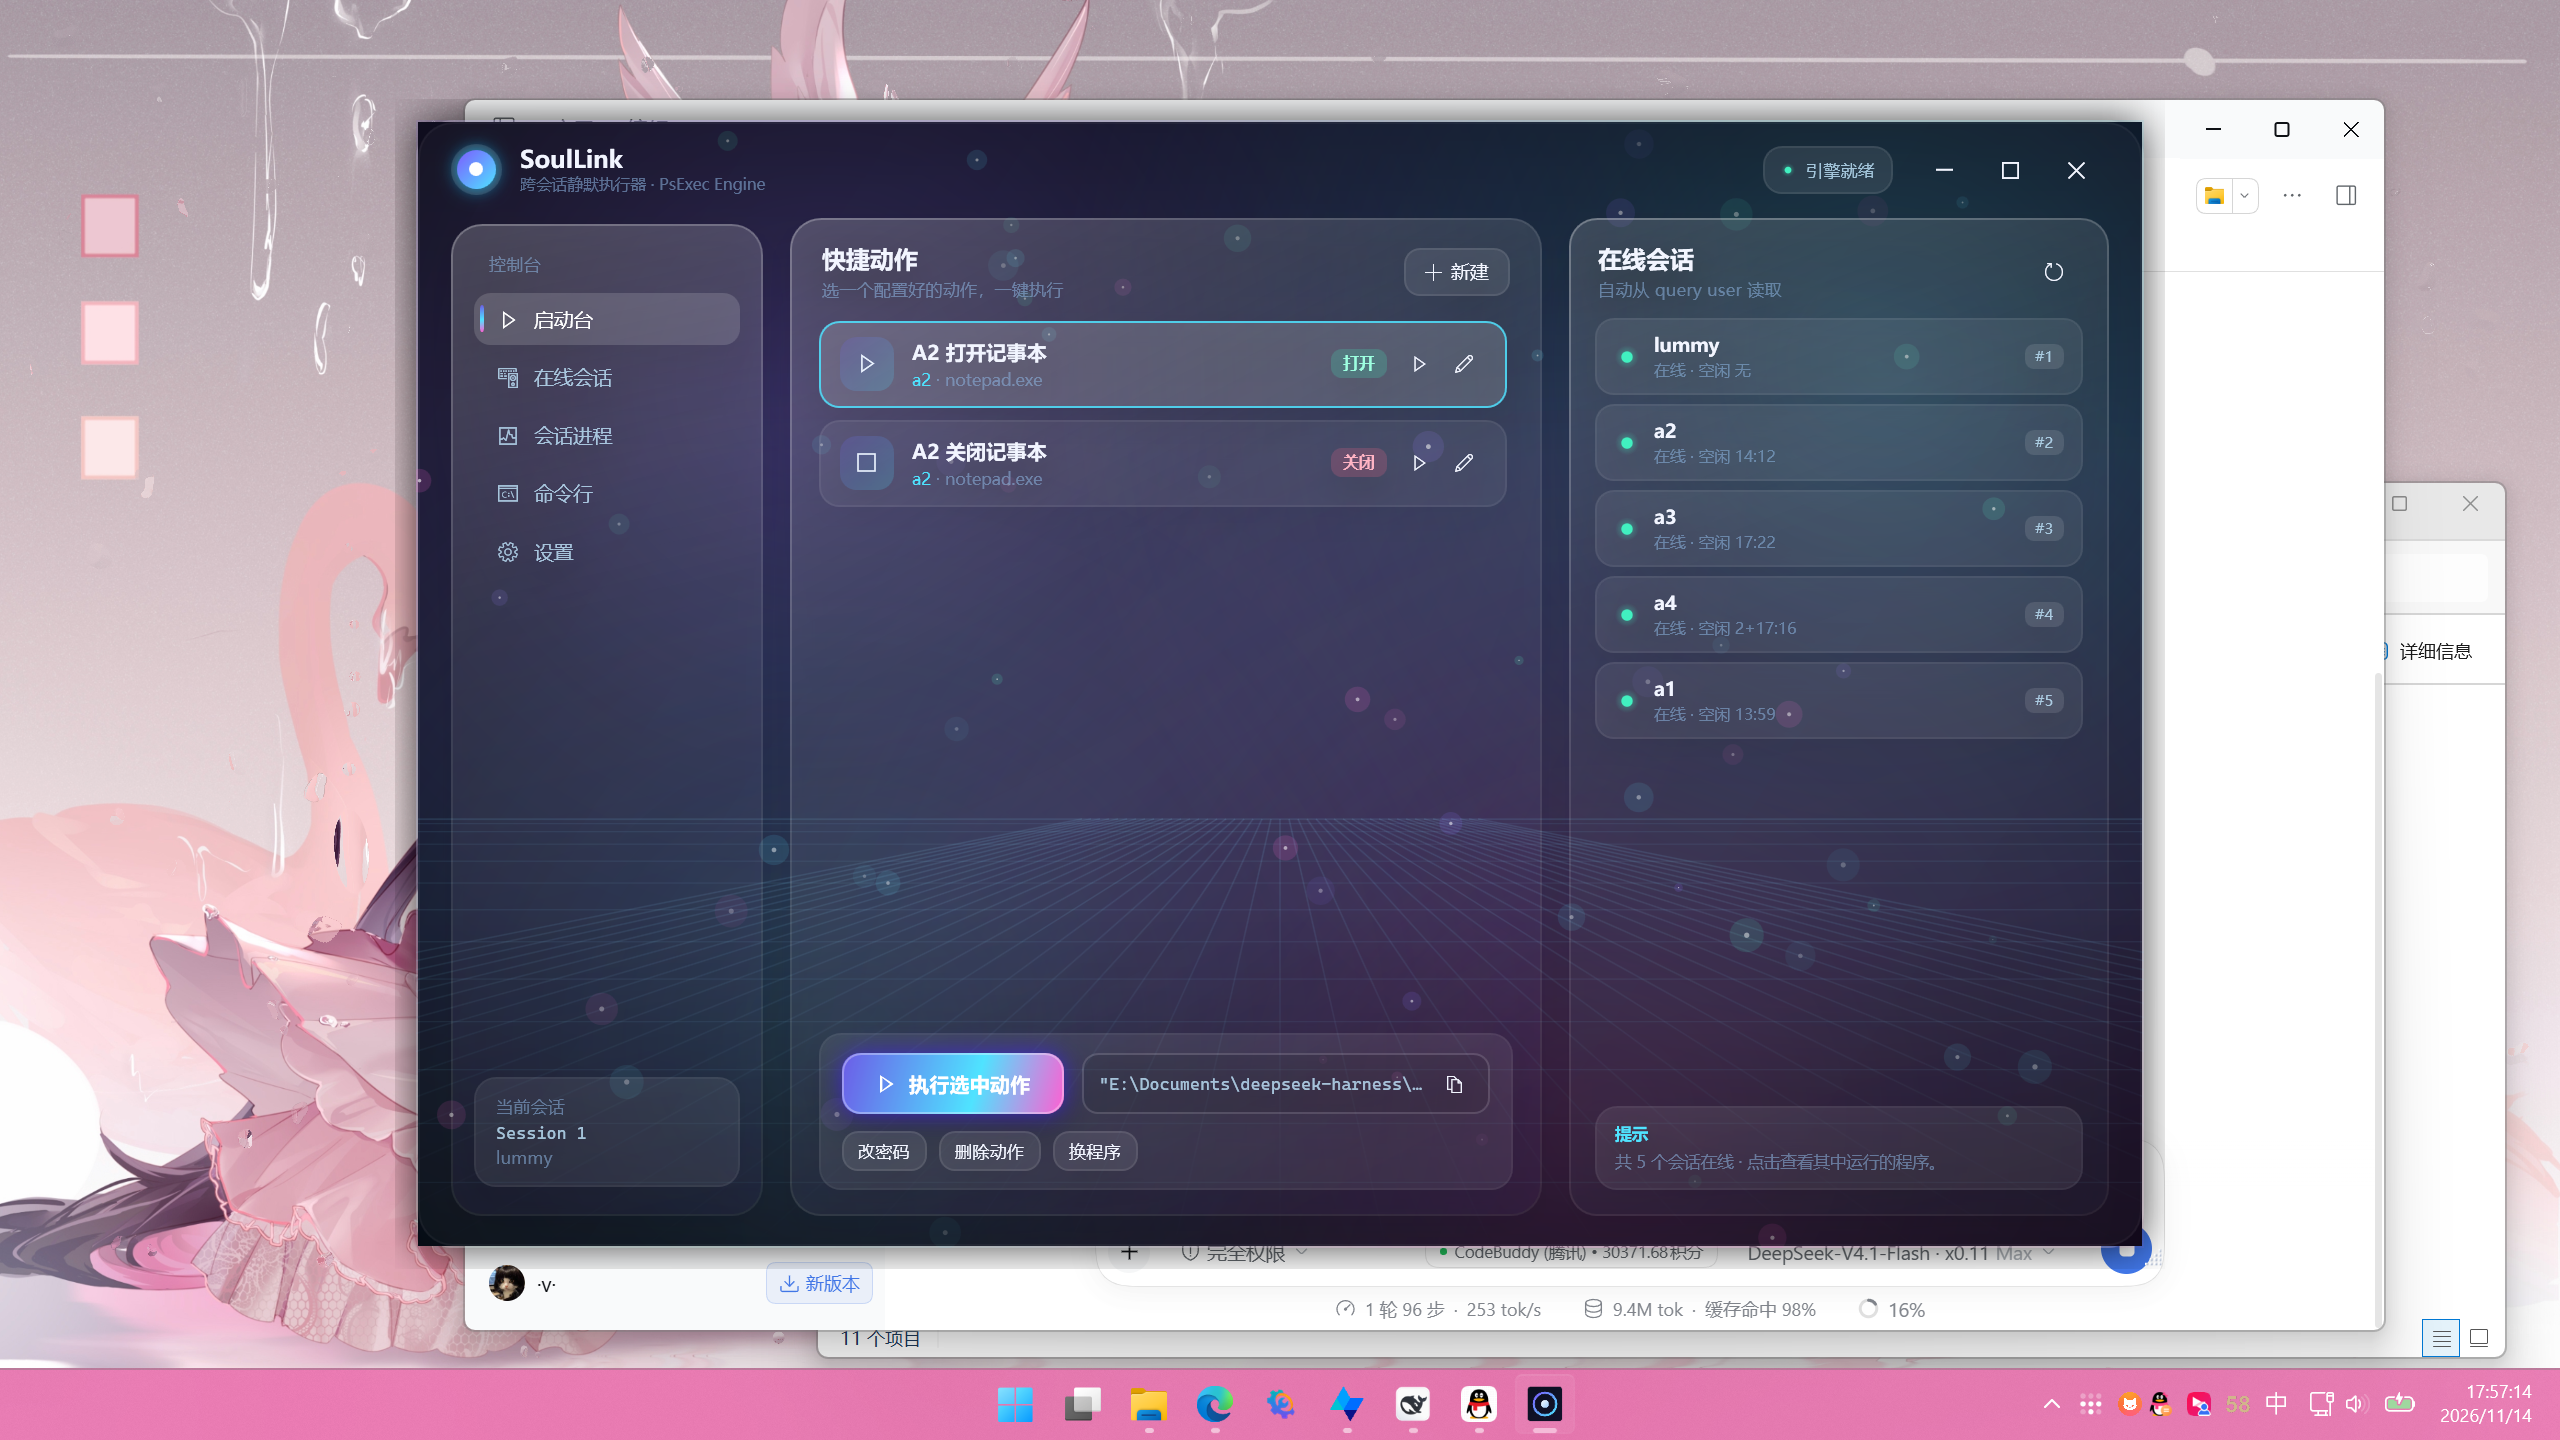 SoulLink
跨会话静默执行器 · PsExec Engine
引擎就绪
控制台
启动台
在线会话
会话进程
命令行
设置
当前会话
Session 1
lummy
快捷动作
选一个配置好的动作，一键执行
新建
A2 打开记事本
a2 · notepad.exe
打开
A2 关闭记事本
a2 · notepad.exe
关闭
执行选中动作
"E:\Documents\deepseek-harness\…
改密码
删除动作
换程序
在线会话
自动从 query user 读取
lummy
在线 · 空闲 无
#1
a2
在线 · 空闲 14:12
#2
a3
在线 · 空闲 17:22
#3
a4
在线 · 空闲 2+17:16
#4
a1
在线 · 空闲 13:59
#5
提示
共 5 个会话在线 · 点击查看其中运行的程序。
详细信息
完全权限
CodeBuddy (腾讯) • 30371.68积分
DeepSeek-V4.1-Flash · x0.11 Max
·v·
新版本
1 轮 96 步 · 253 tok/s
9.4M tok · 缓存命中 98%
16%
11 个项目
58
中
17:57:14
2026/11/14